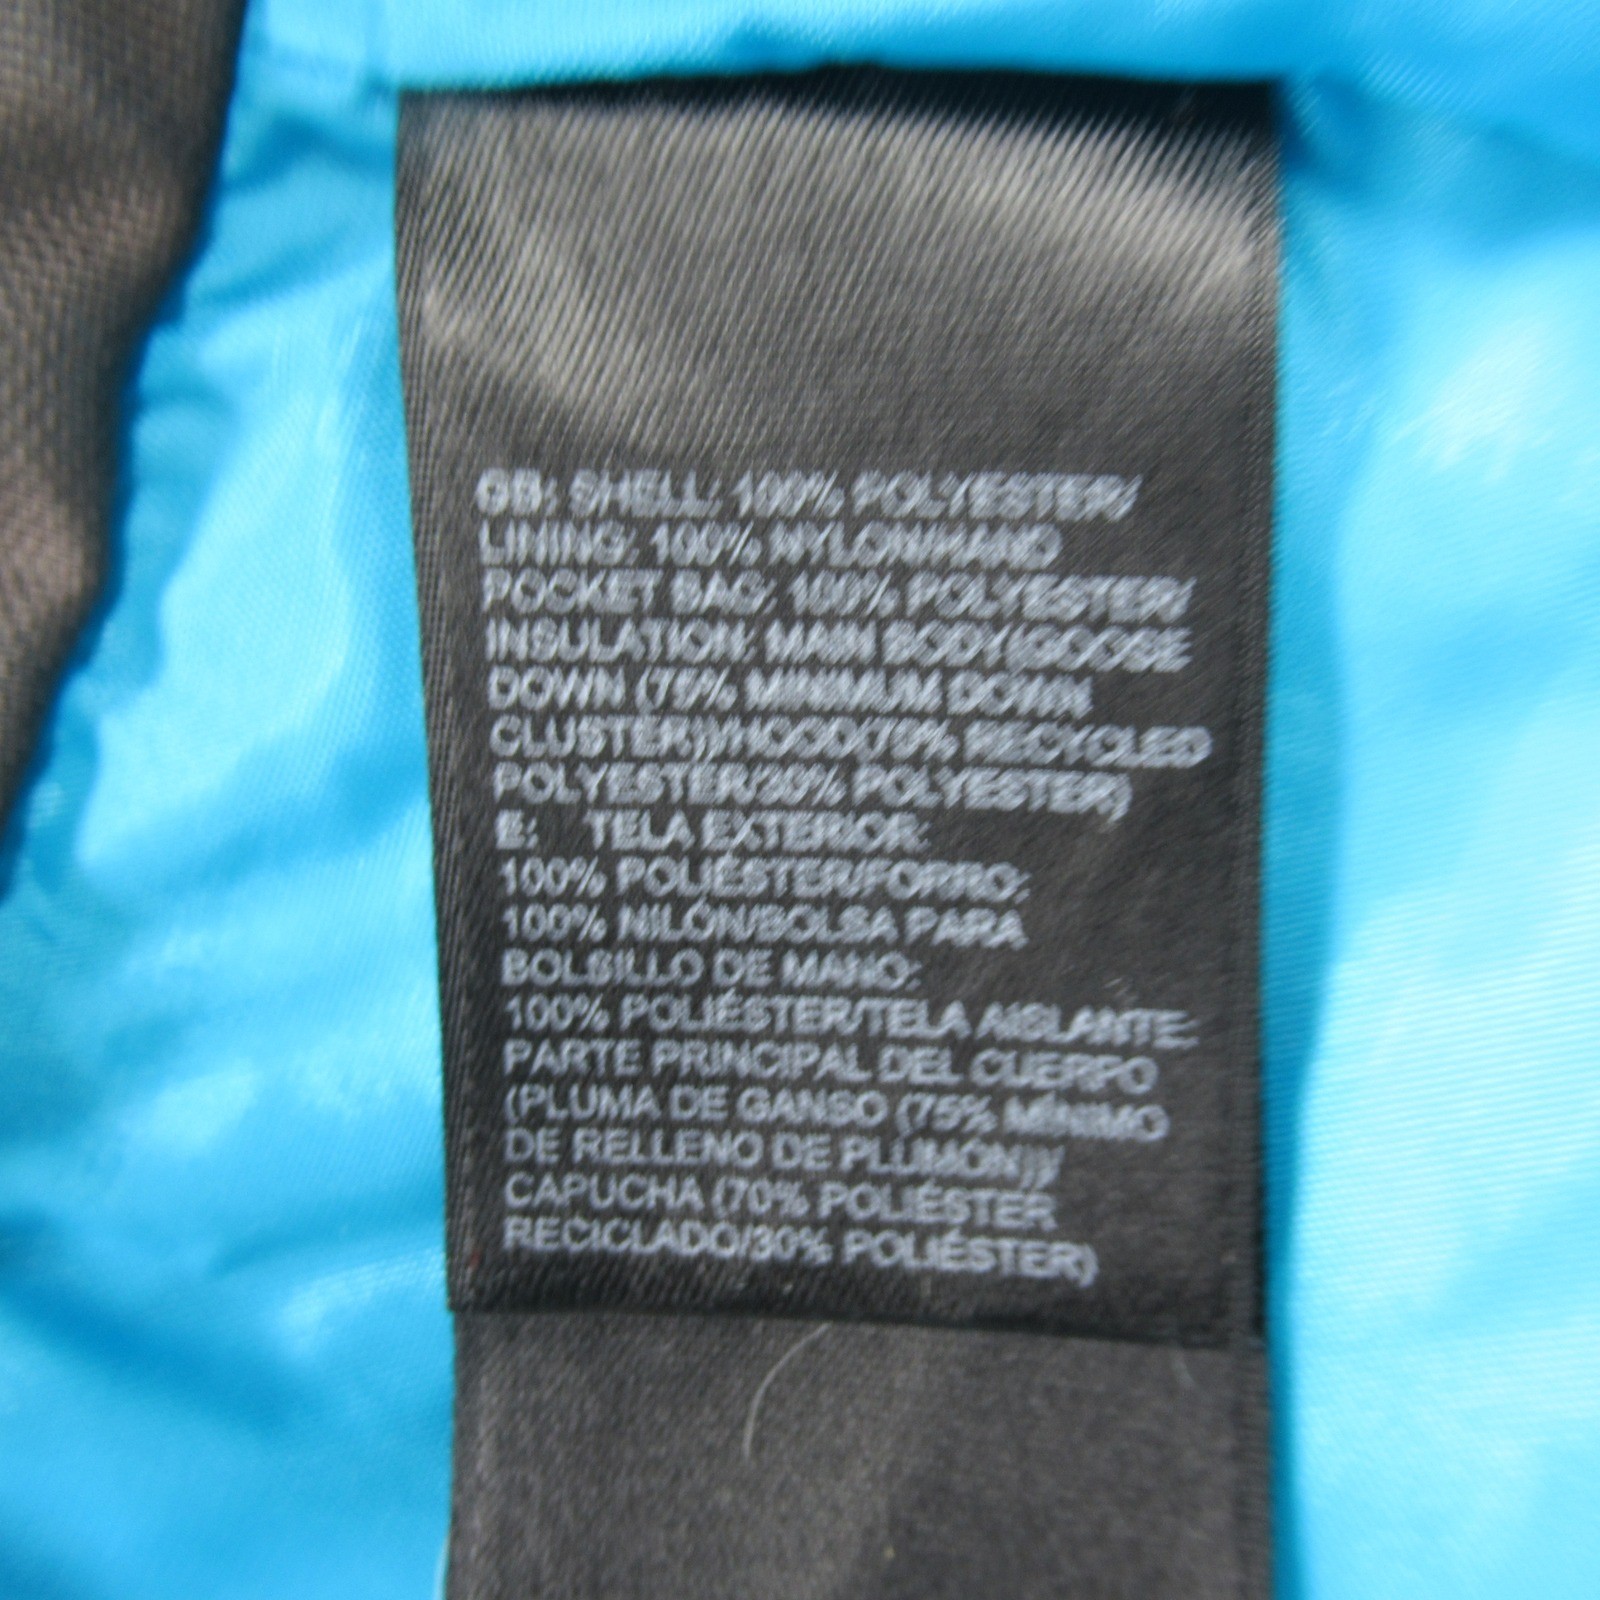 GB: SHELL: 100% POLYESTER/
LINING: 100% NYLON/HAND
POCKET BAG: 100% POLYESTER/
INSULATION: MAIN BODY(GOOSE
DOWN (75% MINIMUM DOWN
CLUSTER))/HOOD(70% RECYCLED
POLYESTER/30% POLYESTER)
E: TELA EXTERIOR:
100% POLIÉSTER/FORRO:
100% NILÓN/BOLSA PARA
BOLSILLO DE MANO:
100% POLIÉSTER/TELA AISLANTE:
PARTE PRINCIPAL DEL CUERPO
(PLUMA DE GANSO (75% MÍNIMO
DE RELLENO DE PLUMÓN))/
CAPUCHA (70% POLIÉSTER
RECICLADO/30% POLIÉSTER)